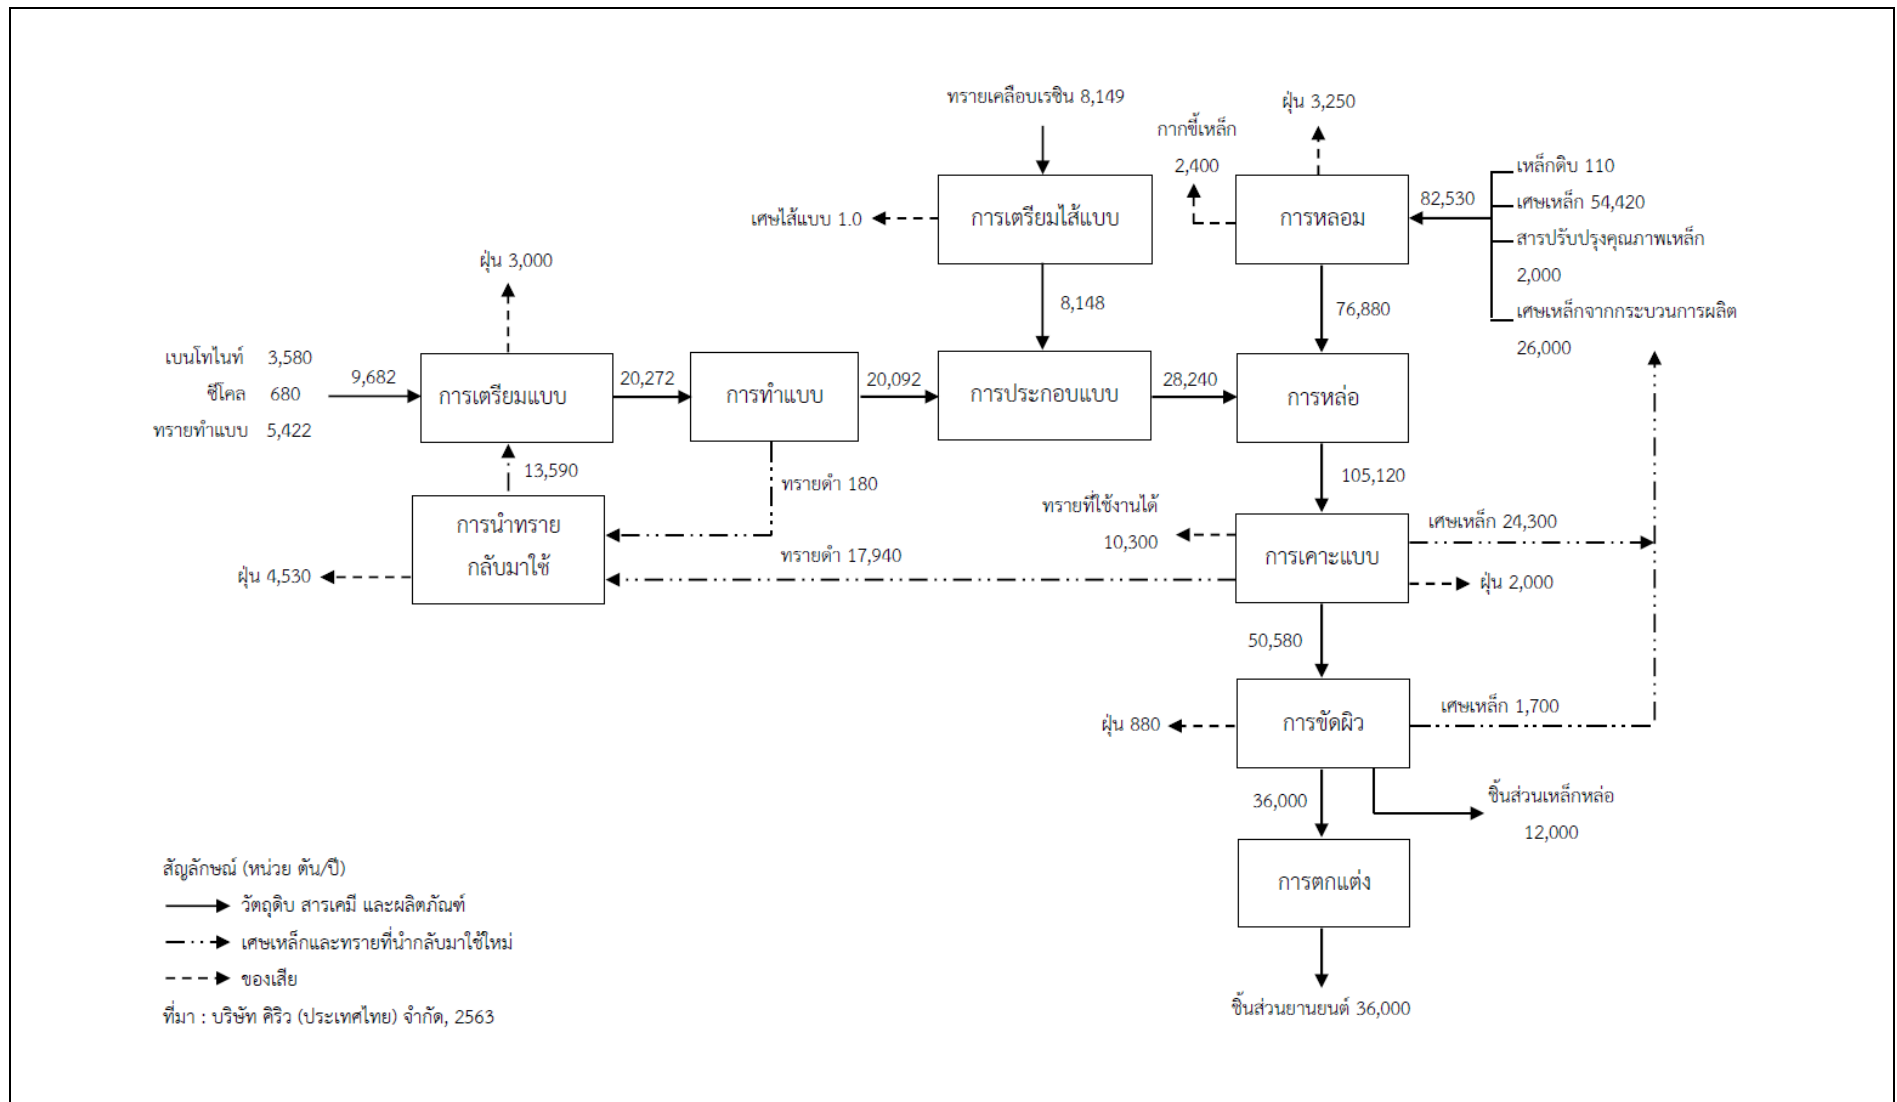 ทรายเคลือบเรซิน 8,149
ฝุ่น 3,250
กากขี้เหล็ก
2,400
เหล็กดิบ 110
82,530
เศษเหล็ก 54,420
สารปรับปรุงคุณภาพเหล็ก
2,000
เศษเหล็กจากกระบวนการผลิต
26,000
การเตรียมไส้แบบ
การหลอม
เศษไส้แบบ 1.0
ฝุ่น 3,000
8,148
76,880
เบนโทไนท์ 3,580
ซีโคล 680
ทรายทำแบบ 5,422
9,682
การเตรียมแบบ
20,272
การทำแบบ
20,092
การประกอบแบบ
28,240
การหล่อ
13,590
ทรายดำ 180
105,120
การนำทราย
กลับมาใช้
ฝุ่น 4,530
ทรายดำ 17,940
ทรายที่ใช้งานได้
10,300
การเคาะแบบ
เศษเหล็ก 24,300
ฝุ่น 2,000
50,580
ฝุ่น 880
การขัดผิว
เศษเหล็ก 1,700
36,000
ชิ้นส่วนเหล็กหล่อ
12,000
การตกแต่ง
ชิ้นส่วนยานยนต์ 36,000
สัญลักษณ์ (หน่วย ตัน/ปี)
วัตถุดิบ สารเคมี และผลิตภัณฑ์
เศษเหล็กและทรายที่นำกลับมาใช้ใหม่
ของเสีย
ที่มา : บริษัท คิริว (ประเทศไทย) จำกัด, 2563